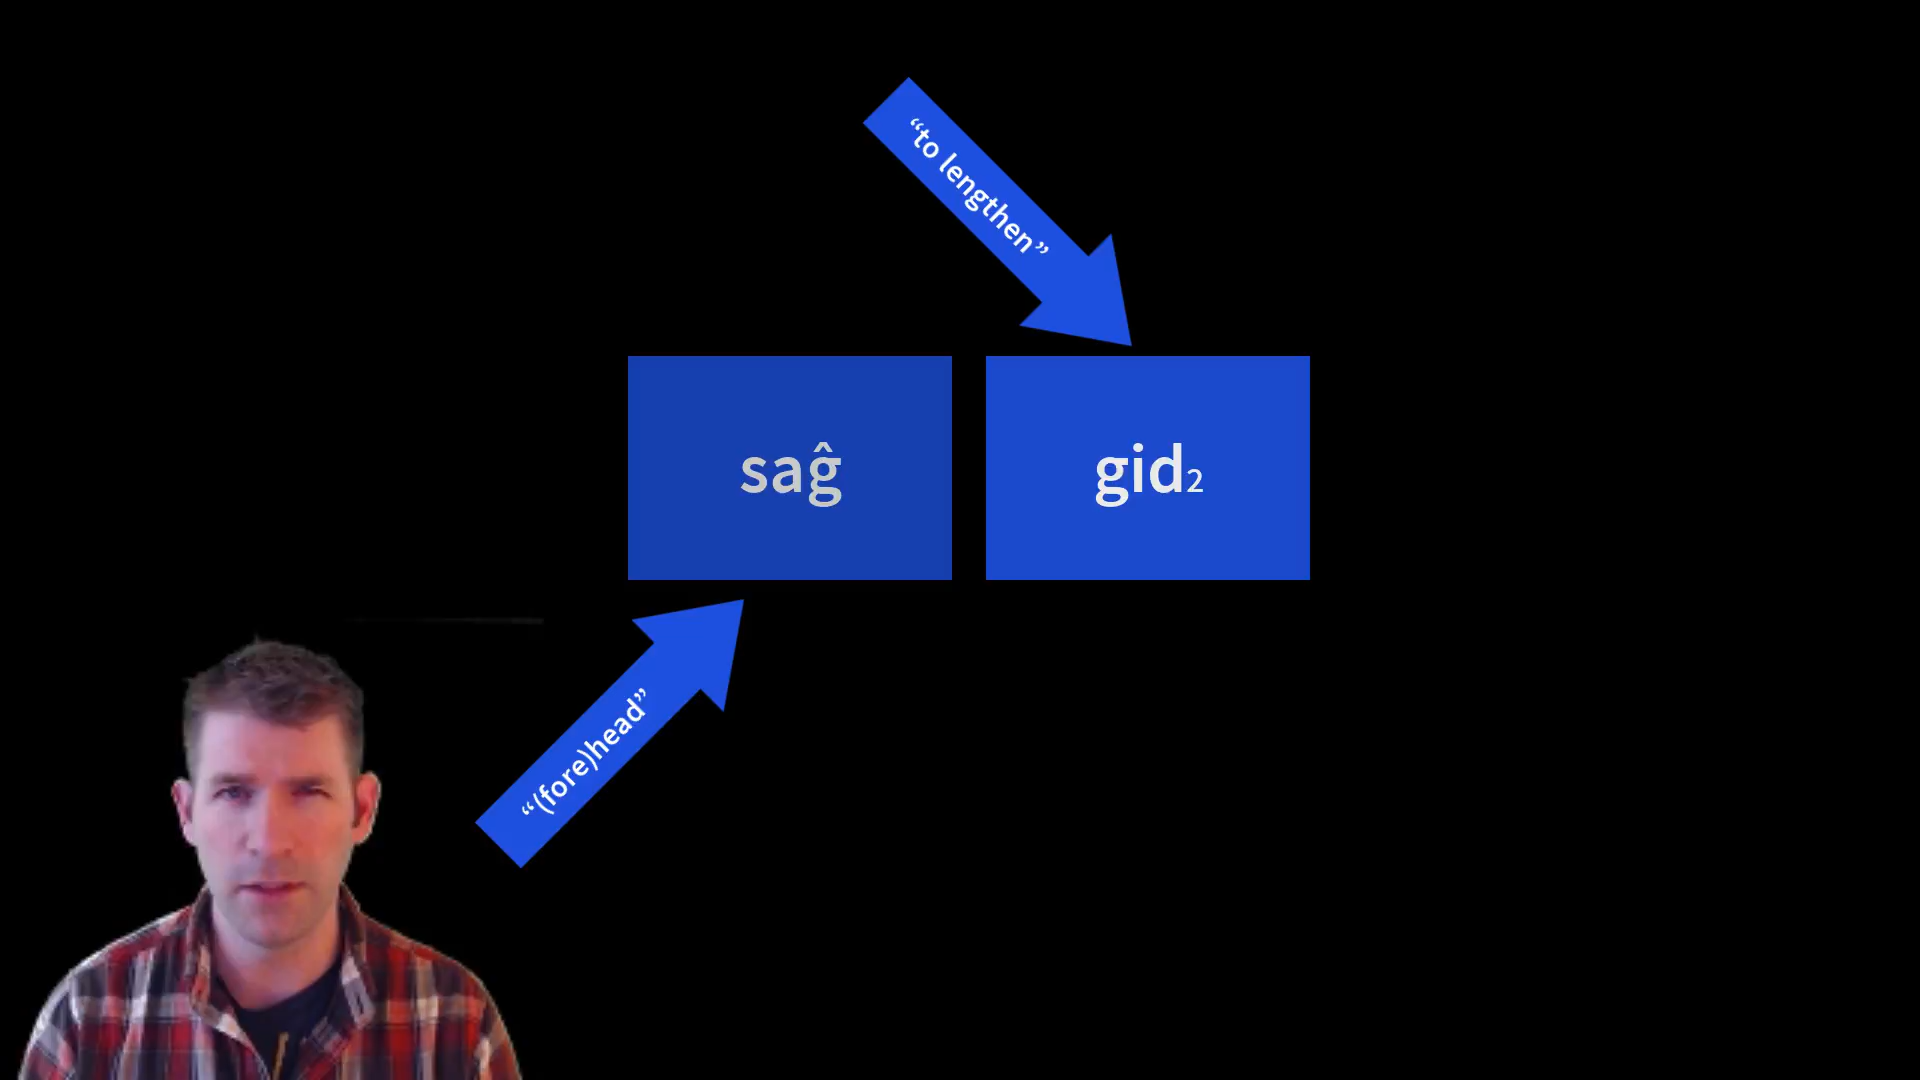 “to lengthen”
saĝ
gid₂
“(fore)head”